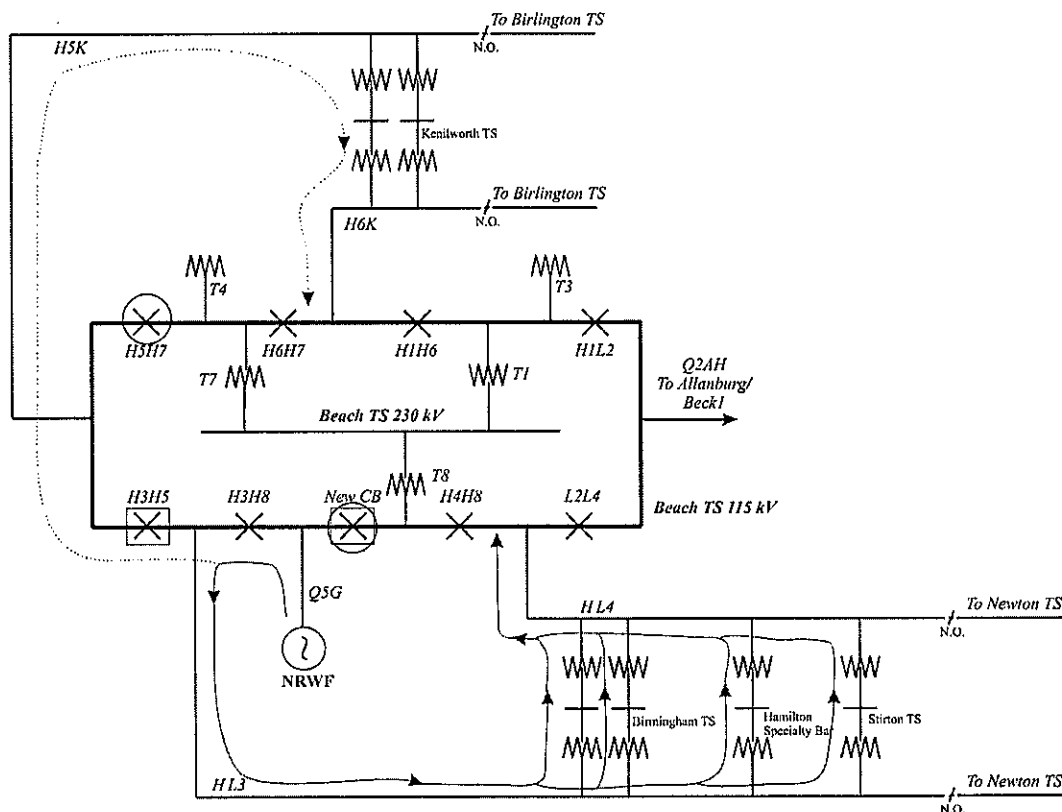 To Birlington TS
H5K
N.O.
Kenilworth TS
To Birlington TS
H6K
N.O.
T4
T3
H5H7
H6H7
H1H6
H1L2
Q2AH
To Allanburg/
Beck1
T7
T1
Beach TS 230 kV
T8
H3H5
H3H8
New CB
H4H8
L2L4
Beach TS 115 kV
Q5G
NRWF
HL4
To Newton TS
N.O.
Birmingham TS
Hamilton
Specialty Bar
Stirton TS
HL3
To Newton TS
N.O.